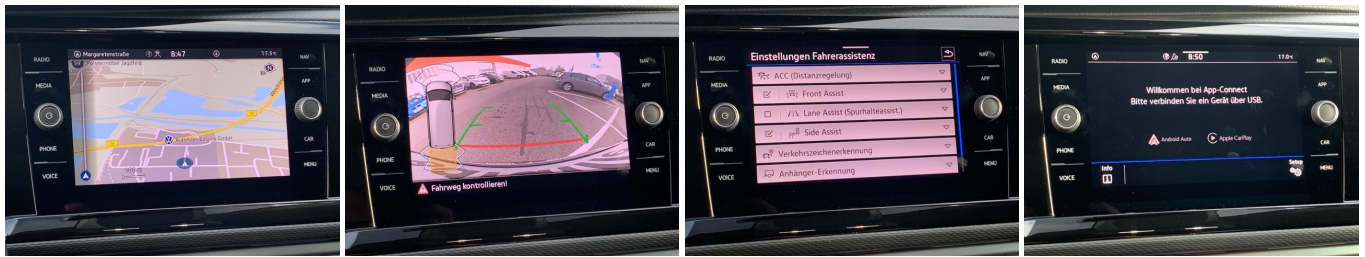 RADIO
MEDIA
PHONE
VOICE
NAV
APP
CAR
MENU
Margaretenstraße
8:47
17.5°C
RADIO
MEDIA
PHONE
VOICE
NAV
APP
CAR
MENU
Fahrweg kontrollieren!
RADIO
MEDIA
PHONE
VOICE
NAV
APP
CAR
MENU
Einstellungen Fahrerassistenz
ACC (Distanzregelung)
Front Assist
Lane Assist (Spurhalteassist.)
Side Assist
Verkehrszeichenerkennung
Anhänger-Erkennung
RADIO
MEDIA
PHONE
VOICE
NAV
APP
CAR
MENU
8:50
17.0°C
Willkommen bei App-Connect
Bitte verbinden Sie ein Gerät über USB.
Android Auto
Apple CarPlay
Info
Setup